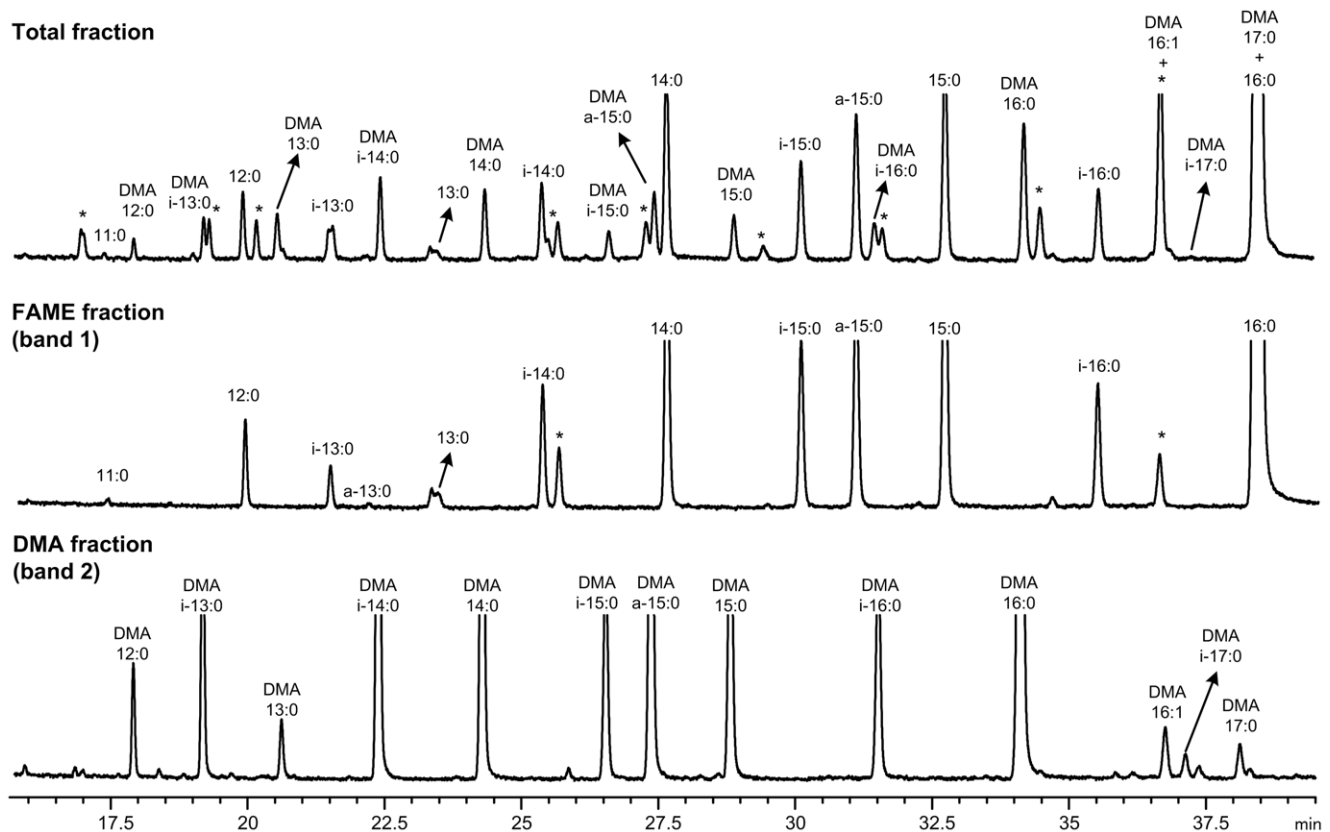 Total fraction
*
11:0
DMA
12:0
DMA
i-13:0
*
12:0
*
DMA
13:0
i-13:0
DMA
i-14:0
13:0
DMA
14:0
i-14:0
*
DMA
i-15:0
*
DMA
a-15:0
14:0
DMA
15:0
*
i-15:0
a-15:0
DMA
i-16:0
*
15:0
DMA
16:0
*
i-16:0
DMA
16:1
+
*
DMA
i-17:0
DMA
17:0
+
16:0
FAME fraction
(band 1)
11:0
12:0
i-13:0
a-13:0
13:0
i-14:0
*
14:0
i-15:0
a-15:0
15:0
i-16:0
*
16:0
DMA fraction
(band 2)
DMA
12:0
DMA
i-13:0
DMA
13:0
DMA
i-14:0
DMA
14:0
DMA
i-15:0
DMA
a-15:0
DMA
15:0
DMA
i-16:0
DMA
16:0
DMA
16:1
DMA
i-17:0
DMA
17:0
17.5 20 22.5 25 27.5 30 32.5 35 37.5 min